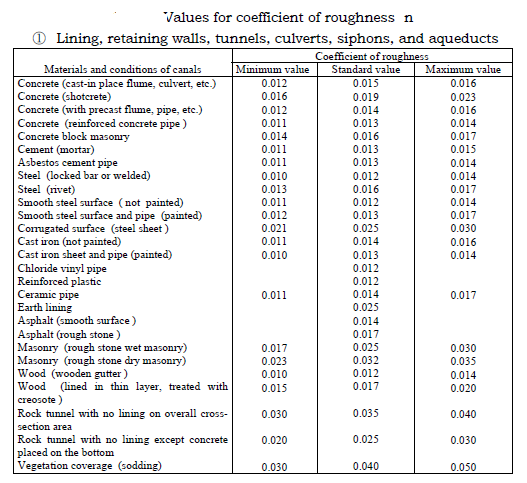 Values for coefficient of roughness n
① Lining, retaining walls, tunnels, culverts, siphons, and aqueducts
Coefficient of roughness
Materials and conditions of canals Minimum value Standard value Maximum value
Concrete (cast-in place flume, culvert, etc.) 0.012 0.015 0.016
Concrete (shotcrete) 0.016 0.019 0.023
Concrete (with precast flume, pipe, etc.) 0.012 0.014 0.016
Concrete (reinforced concrete pipe ) 0.011 0.013 0.014
Concrete block masonry 0.014 0.016 0.017
Cement (mortar) 0.011 0.013 0.015
Asbestos cement pipe 0.011 0.013 0.014
Steel (locked bar or welded) 0.010 0.012 0.014
Steel (rivet) 0.013 0.016 0.017
Smooth steel surface ( not painted) 0.011 0.012 0.014
Smooth steel surface and pipe (painted) 0.012 0.013 0.017
Corrugated surface (steel sheet ) 0.021 0.025 0.030
Cast iron (not painted) 0.011 0.014 0.016
Cast iron sheet and pipe (painted) 0.010 0.013 0.014
Chloride vinyl pipe 0.012
Reinforced plastic 0.012
Ceramic pipe 0.011 0.014 0.017
Earth lining 0.025
Asphalt (smooth surface ) 0.014
Asphalt (rough stone ) 0.017
Masonry (rough stone wet masonry) 0.017 0.025 0.030
Masonry (rough stone dry masonry) 0.023 0.032 0.035
Wood (wooden gutter ) 0.010 0.012 0.014
Wood (lined in thin layer, treated with
creosote ) 0.015 0.017 0.020
Rock tunnel with no lining on overall cross-
section area 0.030 0.035 0.040
Rock tunnel with no lining except concrete
placed on the bottom 0.020 0.025 0.030
Vegetation coverage (sodding) 0.030 0.040 0.050